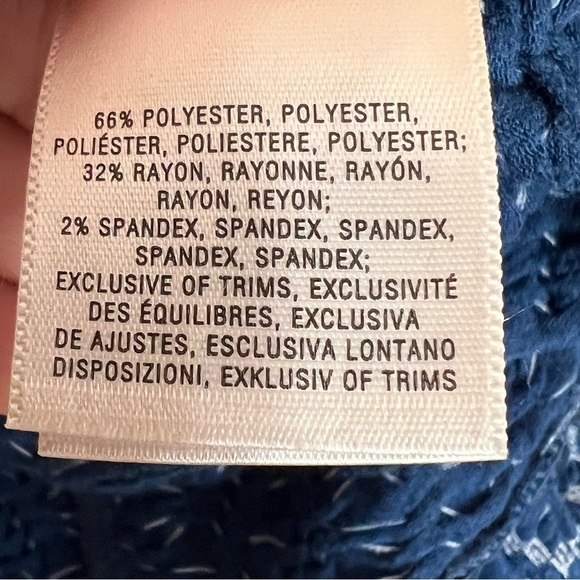 66% POLYESTER, POLYESTER,
POLIÉSTER, POLIESTERE, POLYESTER;
32% RAYON, RAYONNE, RAYÓN,
RAYON, REYON;
2% SPANDEX, SPANDEX, SPANDEX,
SPANDEX, SPANDEX;
EXCLUSIVE OF TRIMS, EXCLUSIVITÉ
DES ÉQUILIBRES, EXCLUSIVA
DE AJUSTES, ESCLUSIVA LONTANO
DISPOSIZIONI, EXKLUSIV OF TRIMS